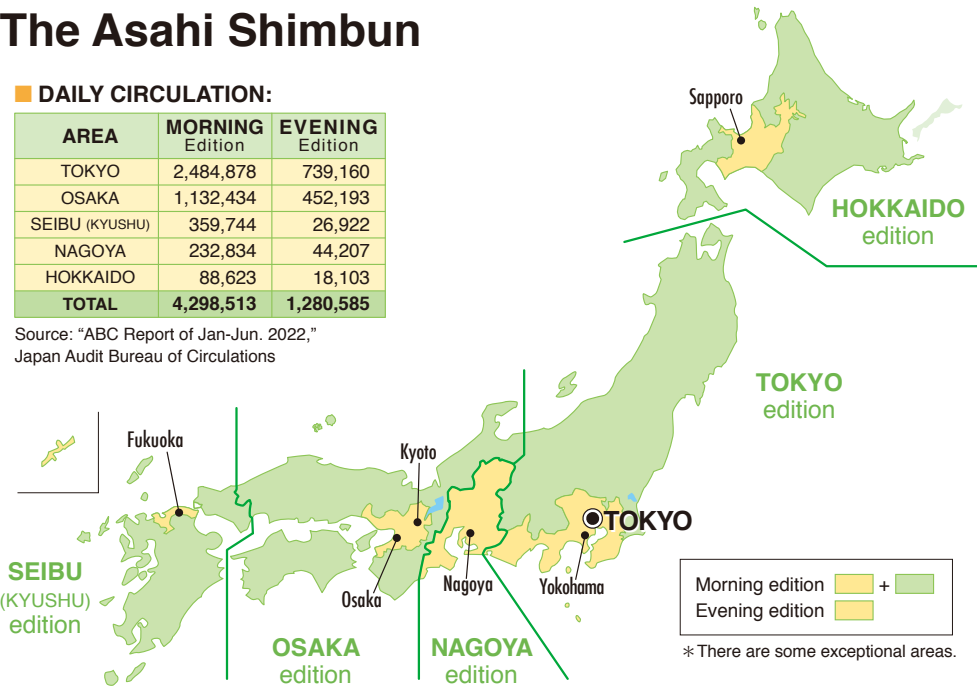 The Asahi Shimbun
■ DAILY CIRCULATION:
AREA MORNING Edition EVENING Edition
TOKYO 2,484,878 739,160
OSAKA 1,132,434 452,193
SEIBU (KYUSHU) 359,744 26,922
NAGOYA 232,834 44,207
HOKKAIDO 88,623 18,103
TOTAL 4,298,513 1,280,585
Source: “ABC Report of Jan-Jun. 2022,”
Japan Audit Bureau of Circulations
Sapporo
HOKKAIDO
edition
TOKYO
edition
Fukuoka
Kyoto
TOKYO
SEIBU
(KYUSHU)
edition
Osaka
Nagoya
Yokohama
OSAKA
edition
NAGOYA
edition
Morning edition +
Evening edition
＊There are some exceptional areas.